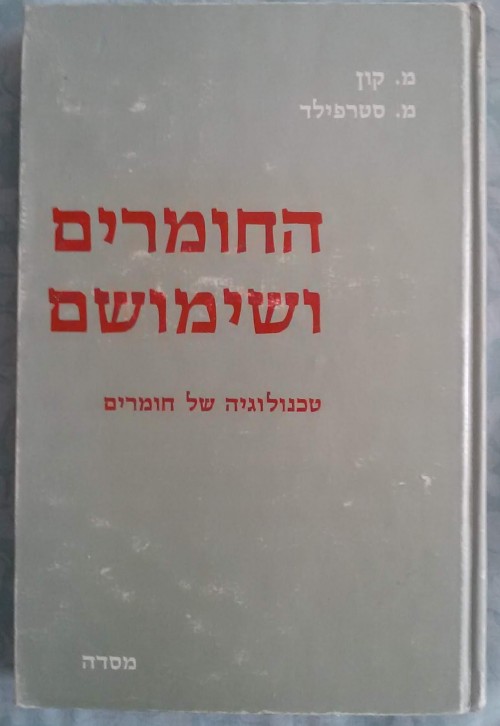 מ. קון
מ. סטרפילד
החומרים
ושימושם
טכנולוגיה של חומרים
מסדה